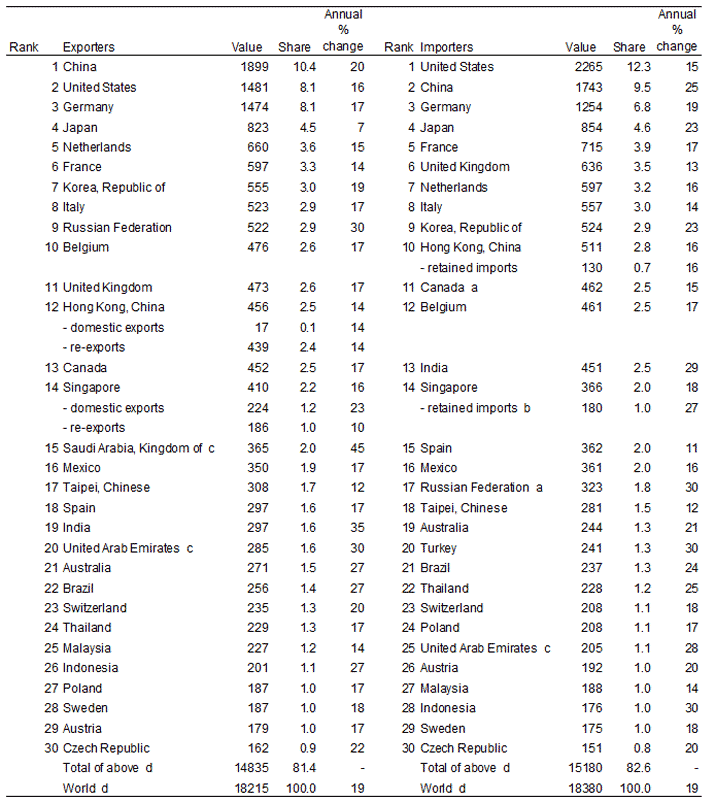 Annual Annual
% %
Rank Exporters Value Share change Rank Importers Value Share change
1 China 1899 10.4 20 1 United States 2265 12.3 15
2 United States 1481 8.1 16 2 China 1743 9.5 25
3 Germany 1474 8.1 17 3 Germany 1254 6.8 19
4 Japan 823 4.5 7 4 Japan 854 4.6 23
5 Netherlands 660 3.6 15 5 France 715 3.9 17
6 France 597 3.3 14 6 United Kingdom 636 3.5 13
7 Korea, Republic of 555 3.0 19 7 Netherlands 597 3.2 16
8 Italy 523 2.9 17 8 Italy 557 3.0 14
9 Russian Federation 522 2.9 30 9 Korea, Republic of 524 2.9 23
10 Belgium 476 2.6 17 10 Hong Kong, China 511 2.8 16
- retained imports 130 0.7 16
11 United Kingdom 473 2.6 17 11 Canada a 462 2.5 15
12 Hong Kong, China 456 2.5 14 12 Belgium 461 2.5 17
- domestic exports 17 0.1 14
- re-exports 439 2.4 14
13 Canada 452 2.5 17 13 India 451 2.5 29
14 Singapore 410 2.2 16 14 Singapore 366 2.0 18
- domestic exports 224 1.2 23 - retained imports b 180 1.0 27
- re-exports 186 1.0 10
15 Saudi Arabia, Kingdom of c 365 2.0 45 15 Spain 362 2.0 11
16 Mexico 350 1.9 17 16 Mexico 361 2.0 16
17 Taipei, Chinese 308 1.7 12 17 Russian Federation a 323 1.8 30
18 Spain 297 1.6 17 18 Taipei, Chinese 281 1.5 12
19 India 297 1.6 35 19 Australia 244 1.3 21
20 United Arab Emirates c 285 1.6 30 20 Turkey 241 1.3 30
21 Australia 271 1.5 27 21 Brazil 237 1.3 24
22 Brazil 256 1.4 27 22 Thailand 228 1.2 25
23 Switzerland 235 1.3 20 23 Switzerland 208 1.1 18
24 Thailand 229 1.3 17 24 Poland 208 1.1 17
25 Malaysia 227 1.2 14 25 United Arab Emirates c 205 1.1 28
26 Indonesia 201 1.1 27 26 Austria 192 1.0 20
27 Poland 187 1.0 17 27 Malaysia 188 1.0 14
28 Sweden 187 1.0 18 28 Indonesia 176 1.0 30
29 Austria 179 1.0 17 29 Sweden 175 1.0 18
30 Czech Republic 162 0.9 22 30 Czech Republic 151 0.8 20
Total of above d 14835 81.4 - Total of above d 15180 82.6 -
World d 18215 100.0 19 World d 18380 100.0 19